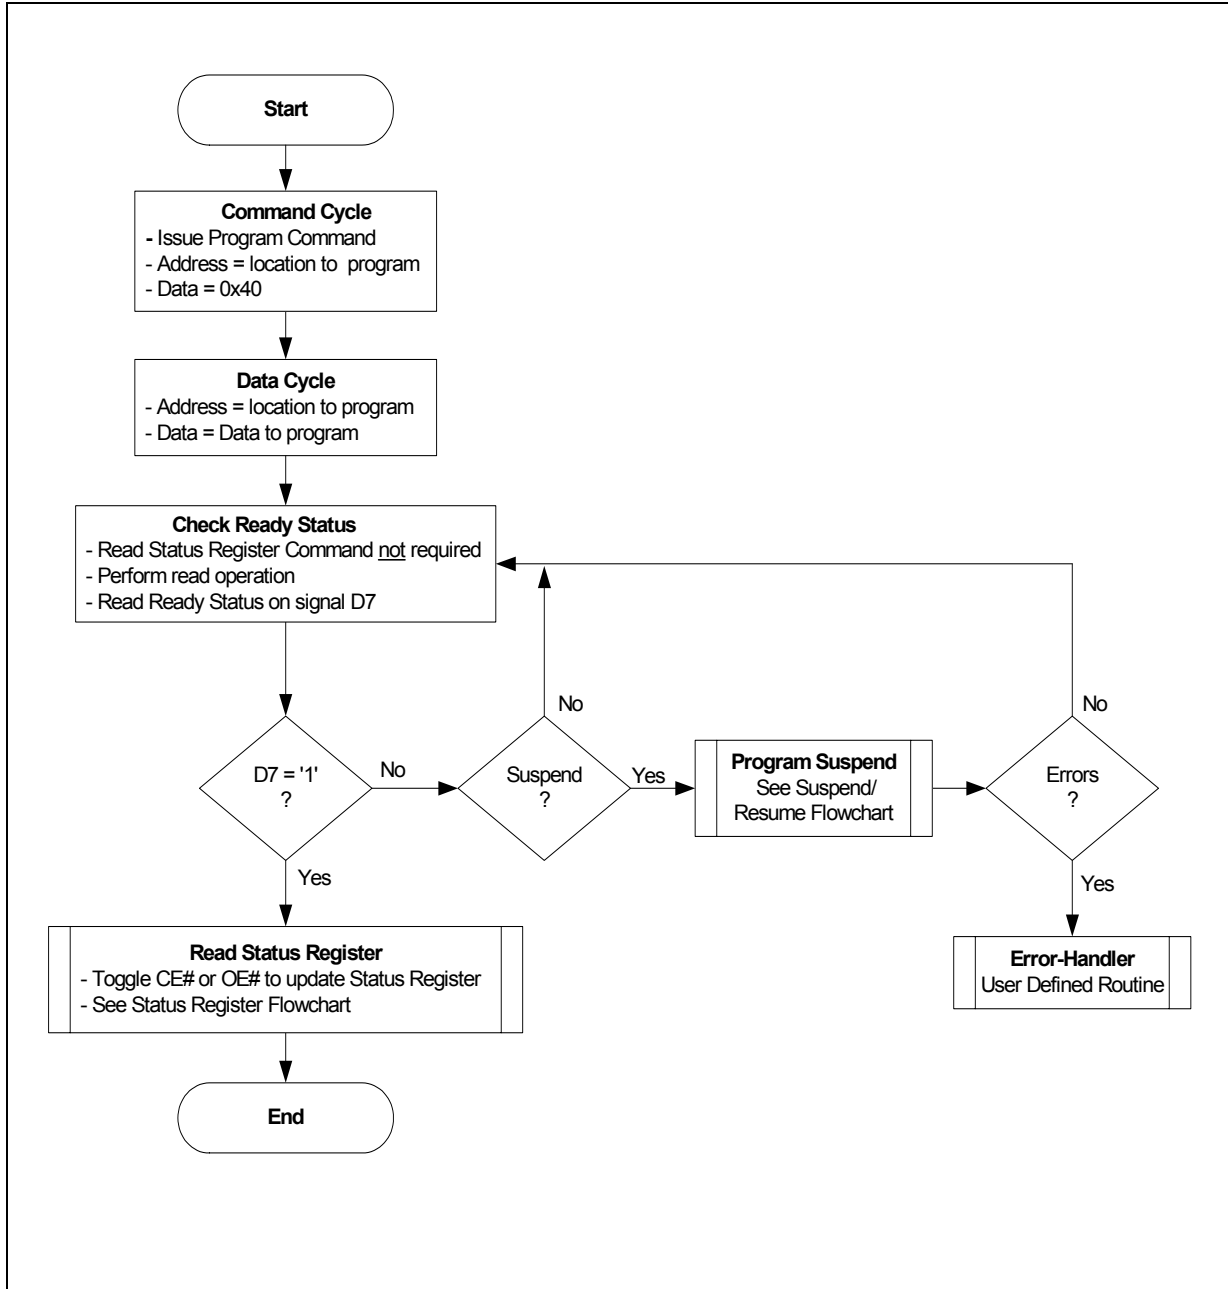 Start
Command Cycle
- Issue Program Command
- Address = location to program
- Data = 0x40
Data Cycle
- Address = location to program
- Data = Data to program
Check Ready Status
- Read Status Register Command not required
- Perform read operation
- Read Ready Status on signal D7
D7 = '1'
?
No
Suspend
?
No
Yes
Program Suspend
See Suspend/
Resume Flowchart
Errors
?
No
Yes
Error-Handler
User Defined Routine
Yes
Read Status Register
- Toggle CE# or OE# to update Status Register
- See Status Register Flowchart
End